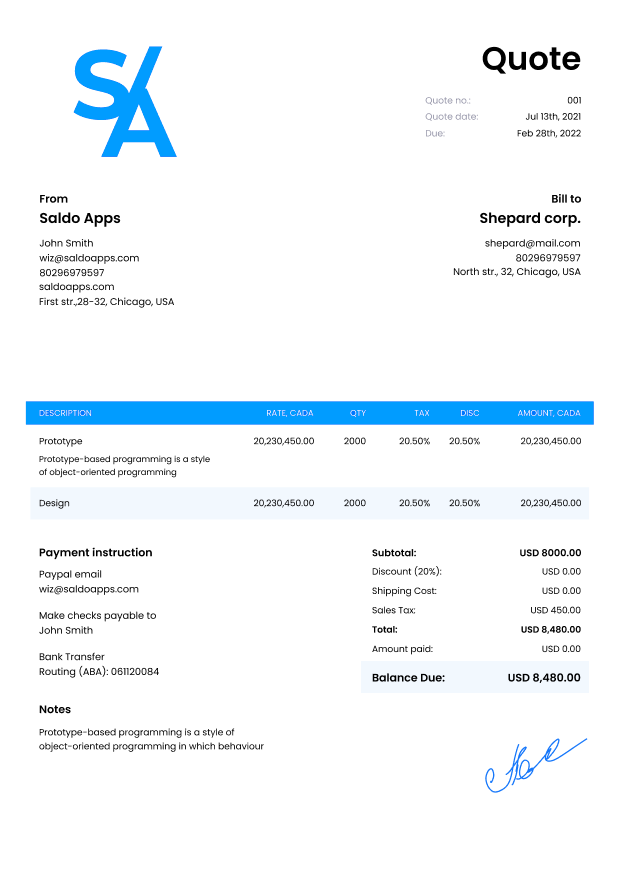 SA
Quote
Quote no.: 001
Quote date: Jul 13th, 2021
Due: Feb 28th, 2022
From
Saldo Apps
John Smith
wiz@saldoapps.com
80296979597
saldoapps.com
First str.,28-32, Chicago, USA
Bill to
Shepard corp.
shepard@mail.com
80296979597
North str., 32, Chicago, USA
DESCRIPTION RATE, CADA QTY TAX DISC AMOUNT, CADA
Prototype 20,230,450.00 2000 20.50% 20.50% 20,230,450.00
Prototype-based programming is a style
of object-oriented programming
Design 20,230,450.00 2000 20.50% 20.50% 20,230,450.00
Payment instruction
Paypal email
wiz@saldoapps.com
Make checks payable to
John Smith
Bank Transfer
Routing (ABA): 061120084
Subtotal: USD 8000.00
Discount (20%): USD 0.00
Shipping Cost: USD 0.00
Sales Tax: USD 450.00
Total: USD 8,480.00
Amount paid: USD 0.00
Balance Due: USD 8,480.00
Notes
Prototype-based programming is a style of
object-oriented programming in which behaviour